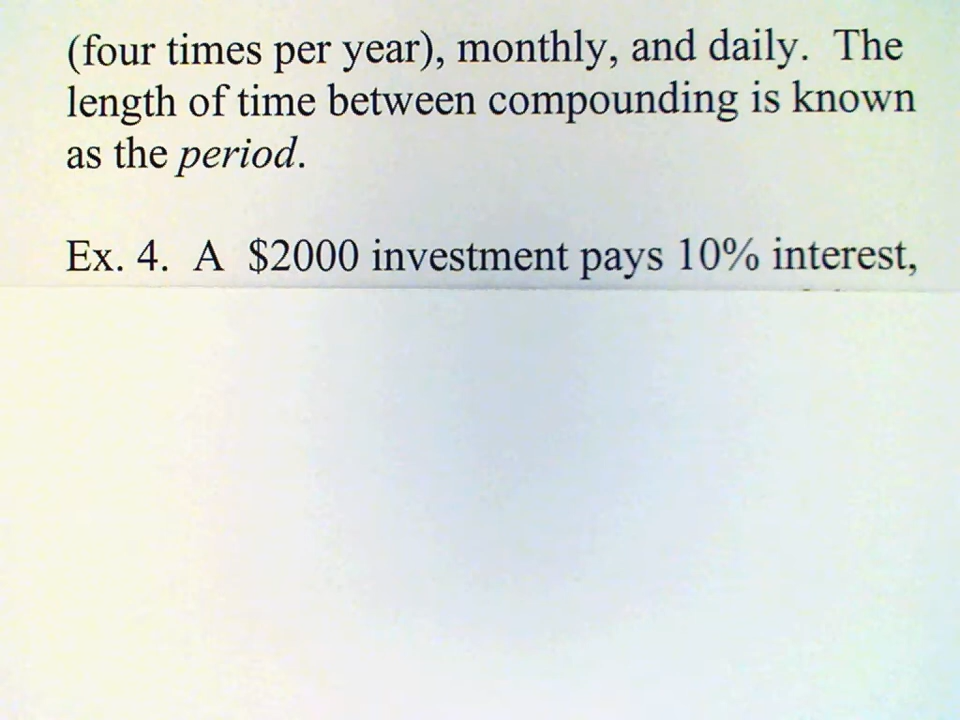 (four times per year), monthly, and daily. The
length of time between compounding is known
as the period.
Ex. 4. A $2000 investment pays 10% interest,